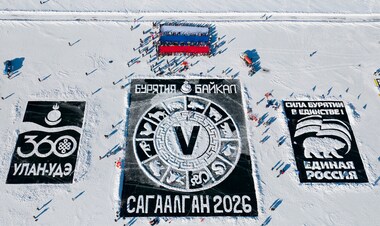 БУРЯТИЯ БАЙКАЛ
V
САГААЛГАН 2026
360
УЛАН-УДЭ
СИЛА БУРЯТИИ
В ЕДИНСТВЕ!
ЕДИНАЯ
РОССИЯ